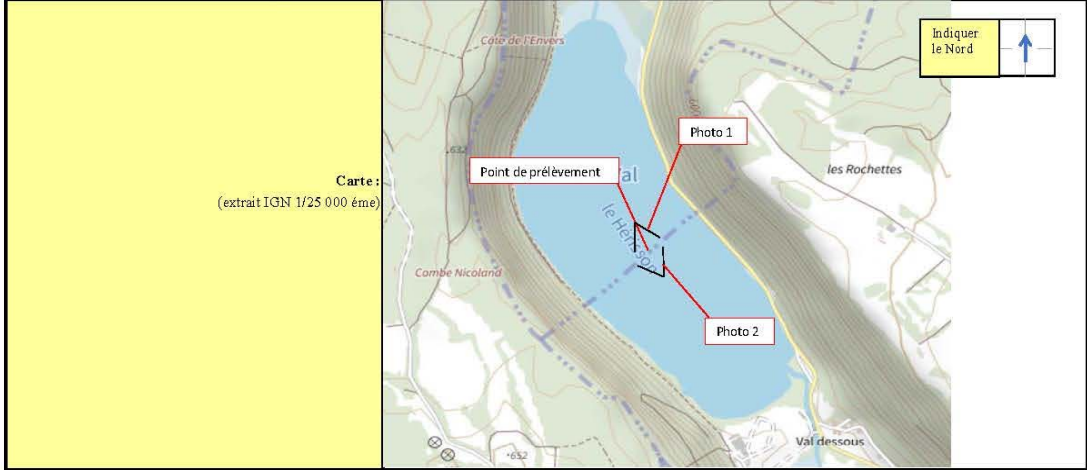 Carte :
(extrait IGN 1/25 000 éme)
Côte de l'Envers
Indiquer
le Nord
Photo 1
.632
Point de prélèvement
Val
les Rochettes
le Hérisson
Combe Nicoland
Photo 2
Val dessous
•652